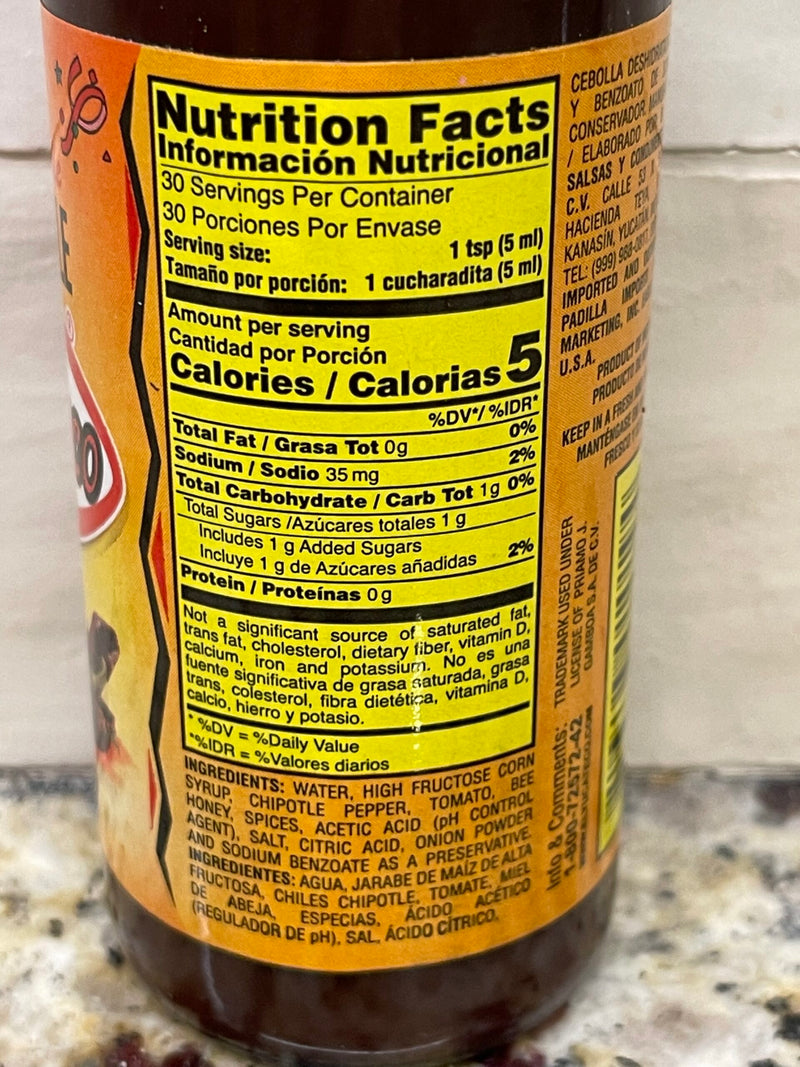 Nutrition Facts
Información Nutricional
30 Servings Per Container
30 Porciones Por Envase
Serving size: 1 tsp (5 ml)
Tamaño por porción: 1 cucharadita (5 ml)
Amount per serving
Cantidad por Porción
Calories / Calorias 5
%DV*/ %IDR*
Total Fat / Grasa Tot 0g 0%
Sodium / Sodio 35 mg 2%
Total Carbohydrate / Carb Tot 1g 0%
Total Sugars /Azúcares totales 1 g
Includes 1 g Added Sugars
Incluye 1 g de Azúcares añadidas 2%
Protein / Proteínas 0 g
Not a significant source of saturated fat,
trans fat, cholesterol, dietary fiber, vitamin D,
calcium, iron and potassium. No es una
fuente significativa de grasa saturada, grasa
trans, colesterol, fibra dietética, vitamina D,
calcio, hierro y potasio.
* %DV = %Daily Value
*%IDR = %Valores diarios
INGREDIENTS: WATER, HIGH FRUCTOSE CORN
SYRUP, CHIPOTLE PEPPER, TOMATO, BEE
HONEY, SPICES, ACETIC ACID (pH CONTROL
AGENT), SALT, CITRIC ACID, ONION POWDER
AND SODIUM BENZOATE AS A PRESERVATIVE.
INGREDIENTES: AGUA, JARABE DE MAÍZ DE ALTA
FRUCTOSA, CHILES CHIPOTLE, TOMATE, MIEL
DE ABEJA, ESPECIAS, ÁCIDO ACÉTICO
(REGULADOR DE pH), SAL, ÁCIDO CÍTRICO,
CEBOLLA
Y BENZOATO DE
CONSERVADOR.
/ ELABORADO POR
SALSAS Y
C.V. CALLE 53
HACIENDA
KANASÍN, YUCATÁN
TEL: (999)
IMPORTED AND
PADILLA
MARKETING, INC.
U.S.A.
PRODUCT OF
PRODUCTO DE
KEEP IN A FRESH
MANTÉNGASE EN
FRESCO Y
TRADEMARK USED UNDER
LICENSE OF PRIAMO J.
GAMBOA S.A. DE C.V.
Info & Comments:
1-800-72572-42